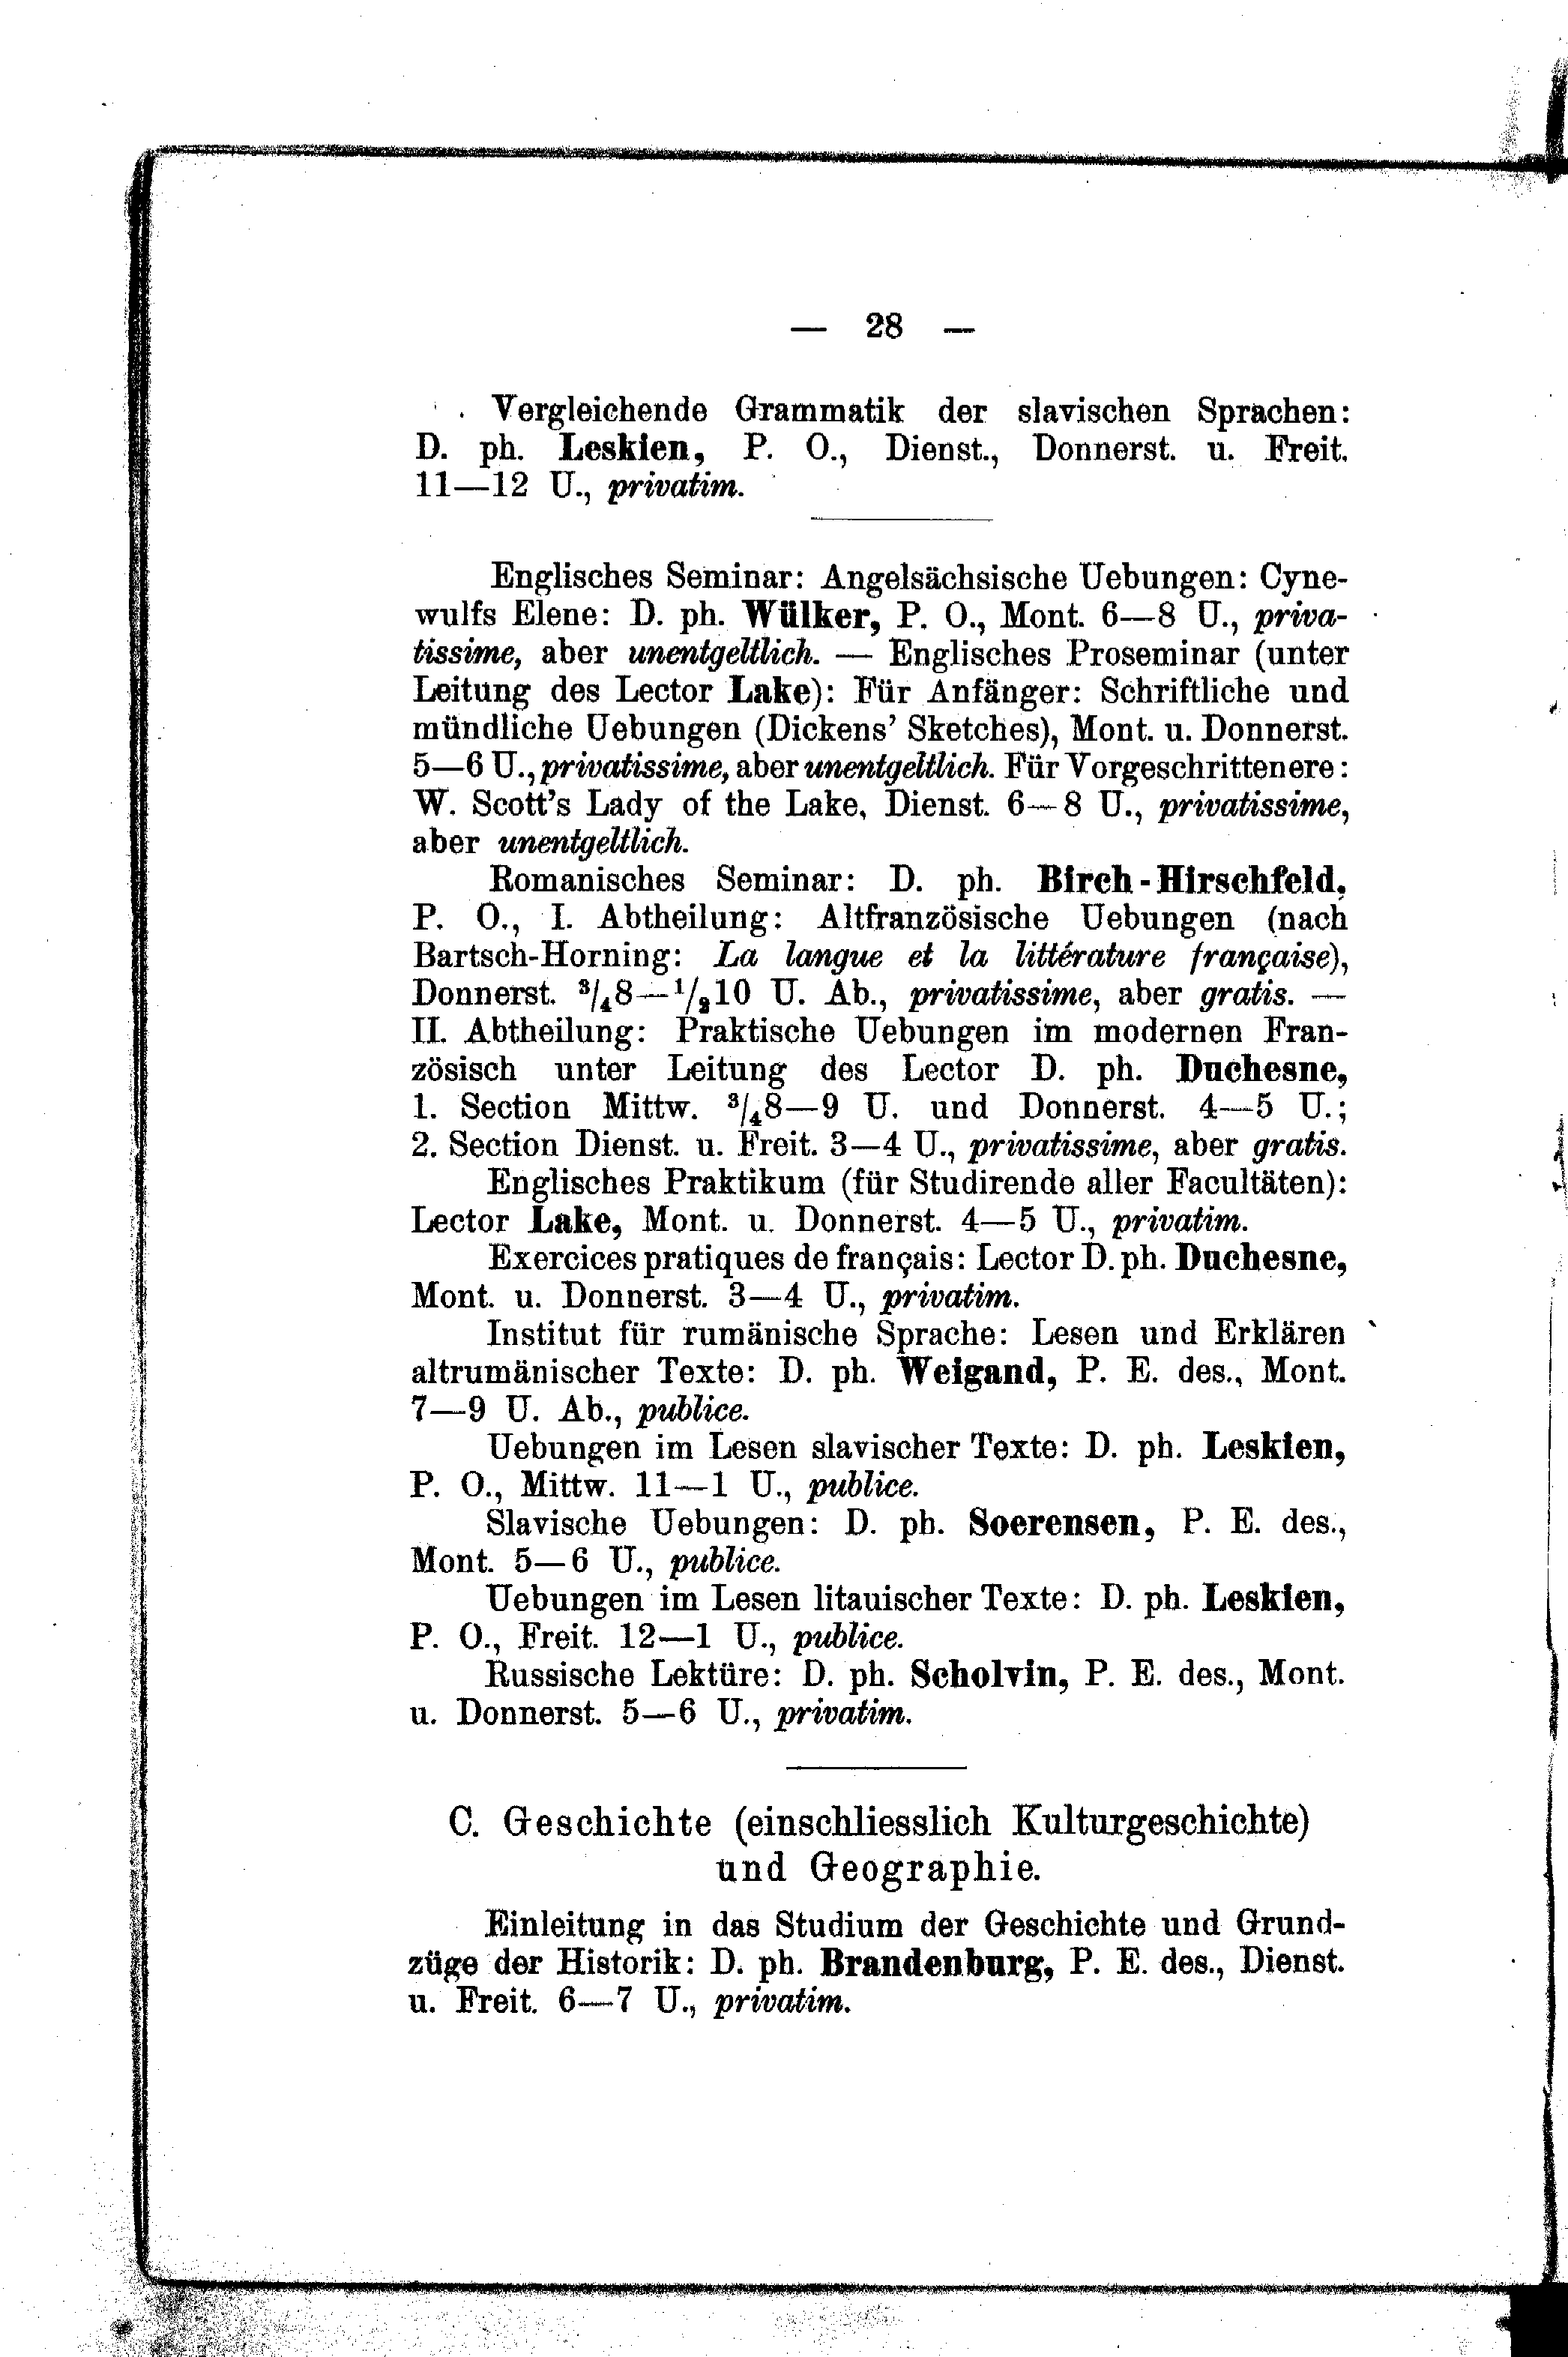 — 28 —
Vergleichende Grammatik der slavischen Sprachen:
D. ph. Leskien, P. O., Dienst., Donnerst. u. Freit.
11—12 U., privatim.
Englisches Seminar: Angelsächsische Uebungen: Cyne-
wulfs Elene: D. ph. Wülker, P. O., Mont. 6—8 U., priva-
tissime, aber unentgeltlich. — Englisches Proseminar (unter
Leitung des Lector Lake): Für Anfänger: Schriftliche und
mündliche Uebungen (Dickens’ Sketches), Mont. u. Donnerst.
5—6 U., privatissime, aber unentgeltlich. Für Vorgeschrittenere:
W. Scott’s Lady of the Lake, Dienst. 6—8 U., privatissime,
aber unentgeltlich.
Romanisches Seminar: D. ph. Birch-Hirschfeld,
P. O., I. Abtheilung: Altfranzösische Uebungen (nach
Bartsch-Horning: La langue et la littérature française),
Donnerst. ³/₄8—¹/₂10 U. Ab., privatissime, aber gratis. —
II. Abtheilung: Praktische Uebungen im modernen Fran-
zösisch unter Leitung des Lector D. ph. Duchesne,
1. Section Mittw. ³/₄8—9 U. und Donnerst. 4—5 U.;
2. Section Dienst. u. Freit. 3—4 U., privatissime, aber gratis.
Englisches Praktikum (für Studirende aller Facultäten):
Lector Lake, Mont. u. Donnerst. 4—5 U., privatim.
Exercices pratiques de français: Lector D. ph. Duchesne,
Mont. u. Donnerst. 3—4 U., privatim.
Institut für rumänische Sprache: Lesen und Erklären
altrumänischer Texte: D. ph. Weigand, P. E. des., Mont.
7—9 U. Ab., publice.
Uebungen im Lesen slavischer Texte: D. ph. Leskien,
P. O., Mittw. 11—1 U., publice.
Slavische Uebungen: D. ph. Soerensen, P. E. des.,
Mont. 5—6 U., publice.
Uebungen im Lesen litauischer Texte: D. ph. Leskien,
P. O., Freit. 12—1 U., publice.
Russische Lektüre: D. ph. Scholvin, P. E. des., Mont.
u. Donnerst. 5—6 U., privatim.
C. Geschichte (einschliesslich Kulturgeschichte)
und Geographie.
Einleitung in das Studium der Geschichte und Grund-
züge der Historik: D. ph. Brandenburg, P. E. des., Dienst.
u. Freit. 6—7 U., privatim.